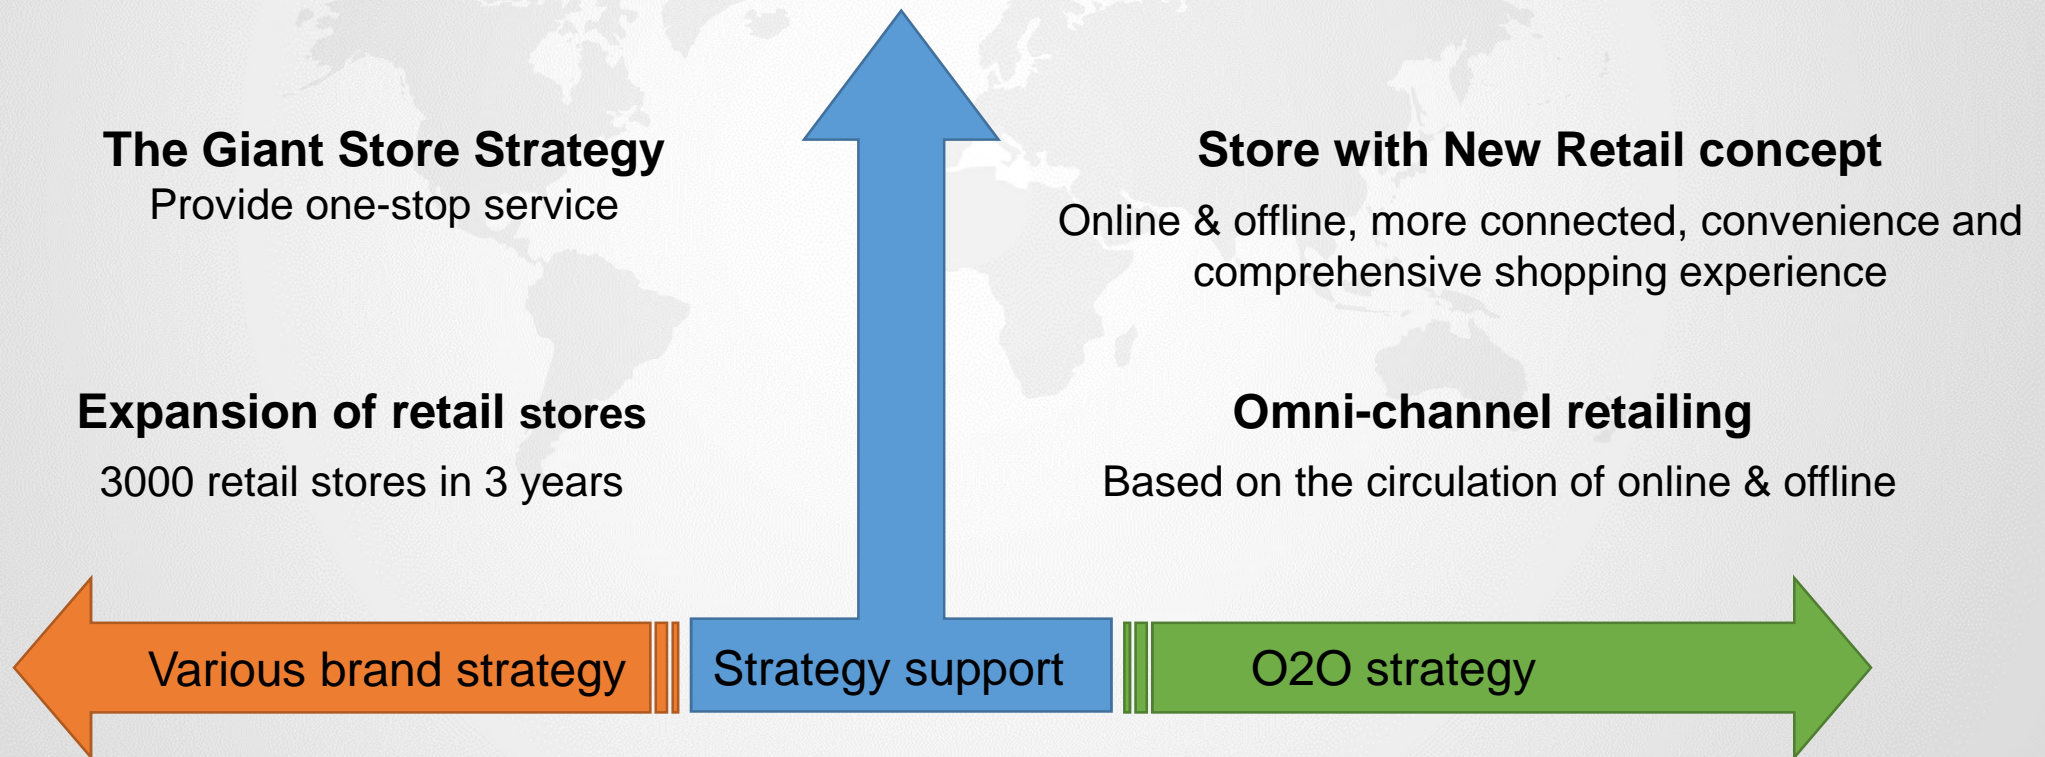 The Giant Store Strategy
Provide one-stop service
Store with New Retail concept
Online & offline, more connected, convenience and
comprehensive shopping experience
Expansion of retail stores
3000 retail stores in 3 years
Omni-channel retailing
Based on the circulation of online & offline
Various brand strategy
Strategy support
O2O strategy